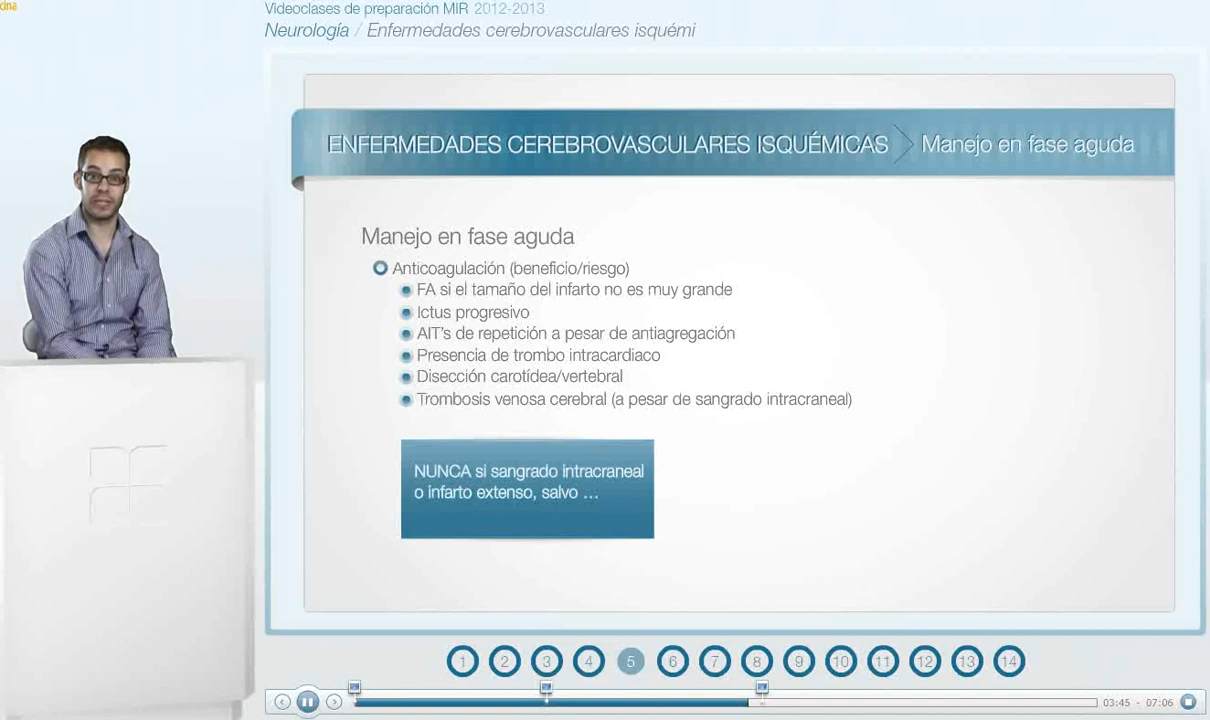 cina
Videoclases de preparación MIR 2012-2013
Neurología / Enfermedades cerebrovasculares isquémi
ENFERMEDADES CEREBROVASCULARES ISQUÉMICAS Manejo en fase aguda
Manejo en fase aguda
Anticoagulación (beneficio/riesgo)
FA si el tamaño del infarto no es muy grande
Ictus progresivo
AIT's de repetición a pesar de antiagregación
Presencia de trombo intracardiaco
Disección carotídea/vertebral
Trombosis venosa cerebral (a pesar de sangrado intracraneal)
NUNCA si sangrado intracraneal
o infarto extenso, salvo ...
1 2 3 4 5 6 7 8 9 10 11 12 13 14
03:45 - 07:06